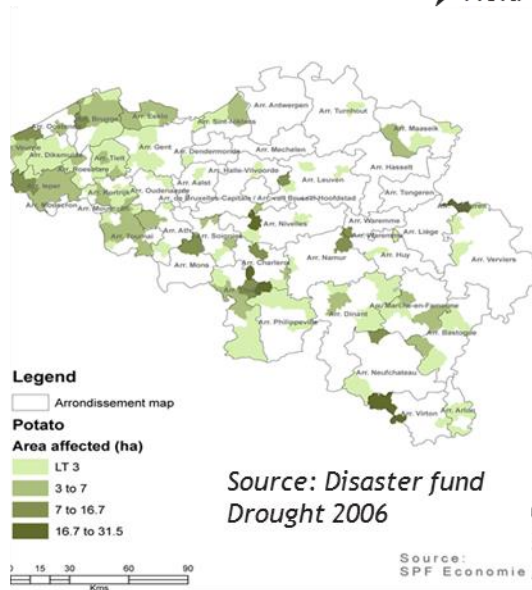 Arr. Antwerpen
Arr. Turnhout
Arr. Eeklo
Arr. Sint-Niklaas
Arr. Brugge
Arr. Oostende
Arr. Maaseik
Arr. Gent
Arr. Dendermonde
Arr. Mechelen
Veurne
Arr. Diksmuide
Arr. Tielt
Arr. Roeselare
Arr. Hasselt
Arr. Aalst
Arr. Halle-Vilvoorde
Arr. Leuven
Arr. Ieper
Arr. Kortrijk
Arr. Oudenaarde
Arr. Tongeren
Arr. de Bruxelles-Capitale / Arr. van Brussel-Hoofdstad
Arr. Mouscron
Arr. Ath
Arr. Soignies
Arr. Nivelles
Arr. Waremme
Arr. Liège
Arr. Tournai
Arr. Verviers
Arr. Mons
Arr. Charleroi
Arr. Namur
Arr. Huy
Arr. Philippeville
Arr. Dinant
Arr. Marche-en-Famenne
Arr. Bastogne
Arr. Neufchateau
Arr. Virton
Arr. Arlon
Legend
Arrondissement map
Potato
Area affected (ha)
LT 3
3 to 7
7 to 16.7
16.7 to 31.5
Source: Disaster fund
Drought 2006
0 15 30 60 90
Kms
Source:
SPF Economie